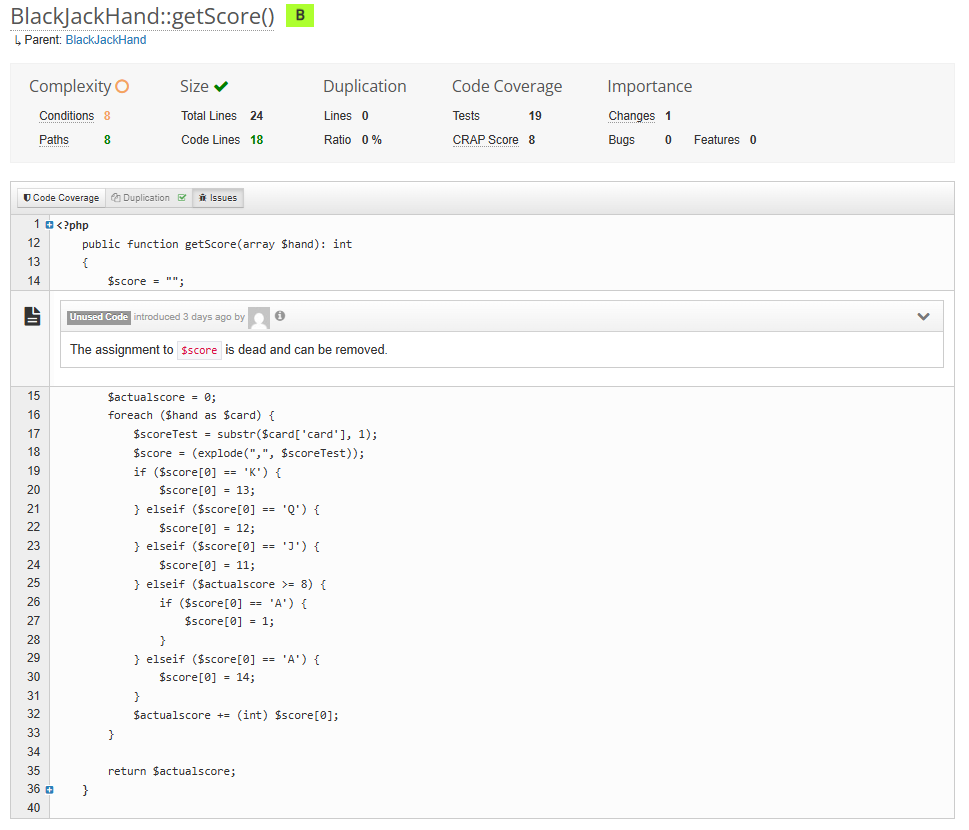 BlackJackHand::getScore() B
↳ Parent: BlackJackHand
Complexity Size Duplication Code Coverage Importance
Conditions 8 Total Lines 24 Lines 0 Tests 19 Changes 1
Paths 8 Code Lines 18 Ratio 0 % CRAP Score 8 Bugs 0 Features 0
Code Coverage Duplication Issues
1 <?php
12     public function getScore(array $hand): int
13     {
14         $score = "";
Unused Code introduced 3 days ago by
The assignment to $score is dead and can be removed.
15         $actualscore = 0;
16         foreach ($hand as $card) {
17             $scoreTest = substr($card['card'], 1);
18             $score = (explode(",", $scoreTest));
19             if ($score[0] == 'K') {
20                 $score[0] = 13;
21             } elseif ($score[0] == 'Q') {
22                 $score[0] = 12;
23             } elseif ($score[0] == 'J') {
24                 $score[0] = 11;
25             } elseif ($actualscore >= 8) {
26                 if ($score[0] == 'A') {
27                     $score[0] = 1;
28                 }
29             } elseif ($score[0] == 'A') {
30                 $score[0] = 14;
31             }
32             $actualscore += (int) $score[0];
33         }
34
35         return $actualscore;
36     }
40